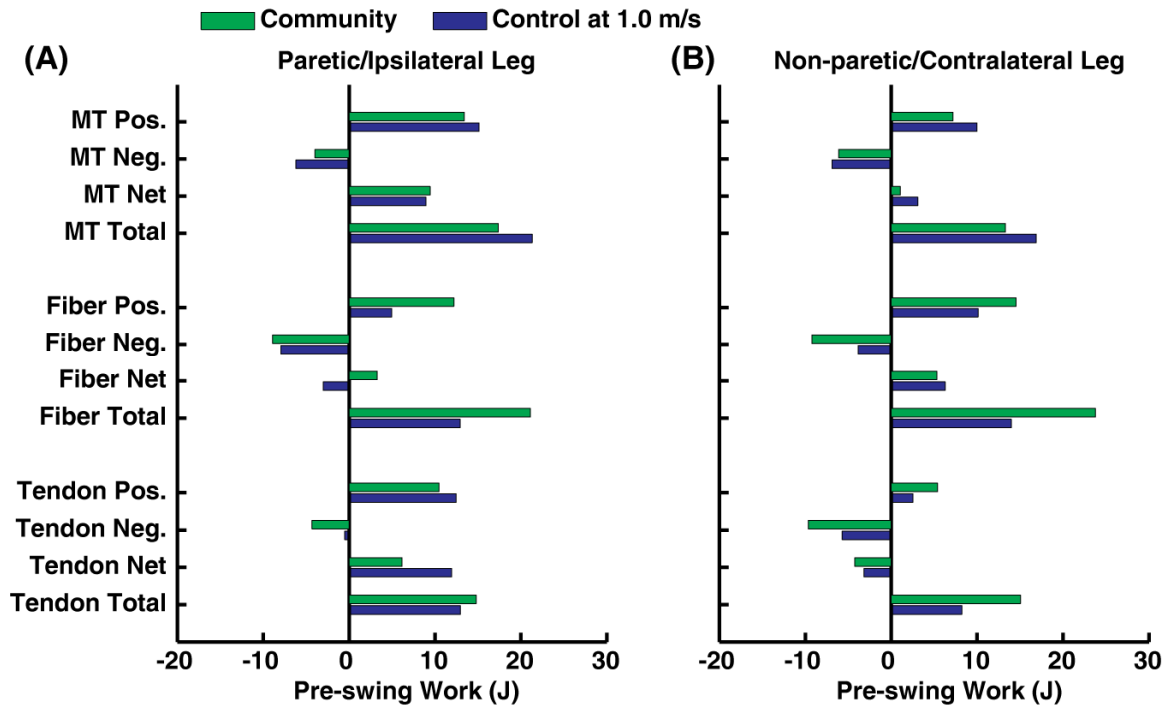 Community Control at 1.0 m/s
(A) Paretic/Ipsilateral Leg
(B) Non-paretic/Contralateral Leg
MT Pos.
MT Neg.
MT Net
MT Total
Fiber Pos.
Fiber Neg.
Fiber Net
Fiber Total
Tendon Pos.
Tendon Neg.
Tendon Net
Tendon Total
-20 -10 0 10 20 30
Pre-swing Work (J)
-20 -10 0 10 20 30
Pre-swing Work (J)